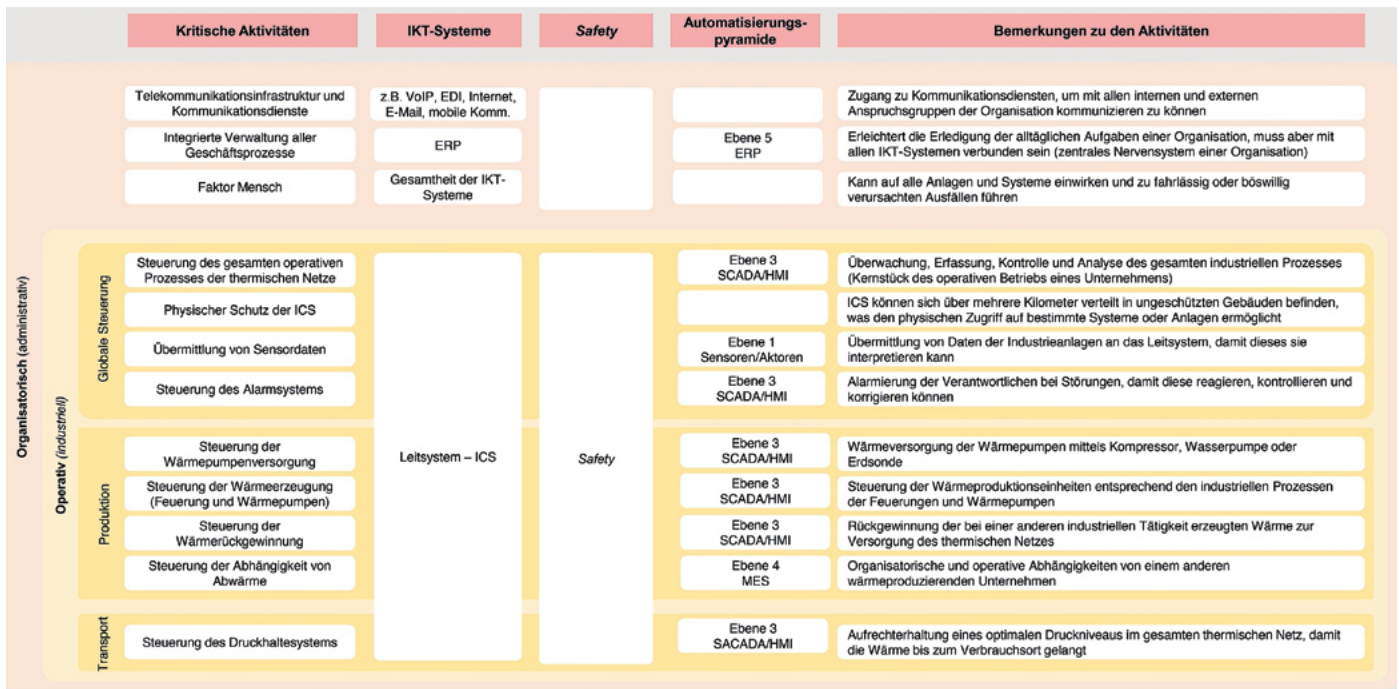 Kritische Aktivitäten
IKT-Systeme
Safety
Automatisierungs-
pyramide
Bemerkungen zu den Aktivitäten
Organisatorisch (administrativ)
Telekommunikationsinfrastruktur und
Kommunikationsdienste
z.B. VoIP, EDI, Internet,
E-Mail, mobile Komm.
Zugang zu Kommunikationsdiensten, um mit allen internen und externen
Anspruchsgruppen der Organisation kommunizieren zu können
Integrierte Verwaltung aller
Geschäftsprozesse
ERP
Ebene 5
ERP
Erleichtert die Erledigung der alltäglichen Aufgaben einer Organisation, muss aber mit
allen IKT-Systemen verbunden sein (zentrales Nervensystem einer Organisation)
Faktor Mensch
Gesamtheit der IKT-
Systeme
Kann auf alle Anlagen und Systeme einwirken und zu fahrlässig oder böswillig
verursachten Ausfällen führen
Operativ (industriell)
Globale Steuerung
Steuerung des gesamten operativen
Prozesses der thermischen Netze
Ebene 3
SCADA/HMI
Überwachung, Erfassung, Kontrolle und Analyse des gesamten industriellen Prozesses
(Kernstück des operativen Betriebs eines Unternehmens)
Physischer Schutz der ICS
ICS können sich über mehrere Kilometer verteilt in ungeschützten Gebäuden befinden,
was den physischen Zugriff auf bestimmte Systeme oder Anlagen ermöglicht
Übermittlung von Sensordaten
Ebene 1
Sensoren/Aktoren
Übermittlung von Daten der Industrieanlagen an das Leitsystem, damit dieses sie
interpretieren kann
Steuerung des Alarmsystems
Ebene 3
SCADA/HMI
Alarmierung der Verantwortlichen bei Störungen, damit diese reagieren, kontrollieren und
korrigieren können
Leitsystem – ICS
Safety
Produktion
Steuerung der
Wärmepumpenversorgung
Ebene 3
SCADA/HMI
Wärmeversorgung der Wärmepumpen mittels Kompressor, Wasserpumpe oder
Erdsonde
Steuerung der Wärmeerzeugung
(Feuerung und Wärmepumpen)
Ebene 3
SCADA/HMI
Steuerung der Wärmeproduktionseinheiten entsprechend den industriellen Prozessen
der Feuerungen und Wärmepumpen
Steuerung der
Wärmerückgewinnung
Ebene 3
SCADA/HMI
Rückgewinnung der bei einer anderen industriellen Tätigkeit erzeugten Wärme zur
Versorgung des thermischen Netzes
Steuerung der Abhängigkeit von
Abwärme
Ebene 4
MES
Organisatorische und operative Abhängigkeiten von einem anderen
wärmeproduzierenden Unternehmen
Transport
Steuerung des Druckhaltesystems
Ebene 3
SACADA/HMI
Aufrechterhaltung eines optimalen Druckniveaus im gesamten thermischen Netz, damit
die Wärme bis zum Verbrauchsort gelangt